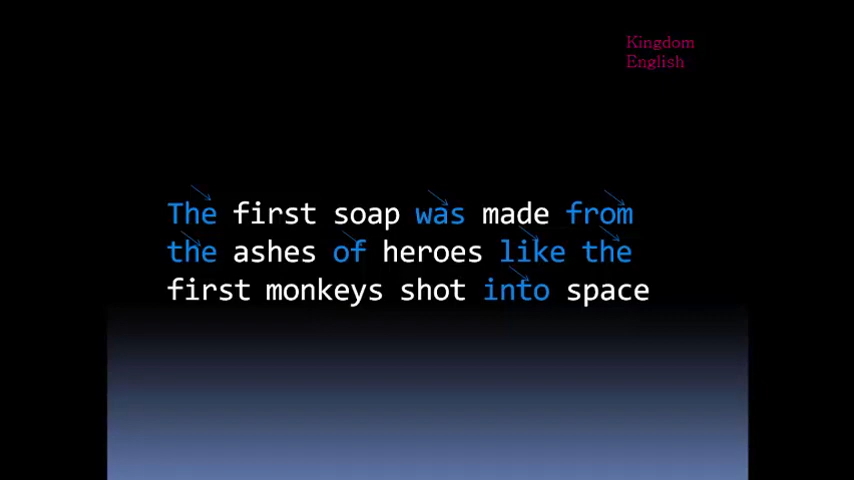 Kingdom
English
The first soap was made from
the ashes of heroes like the
first monkeys shot into space